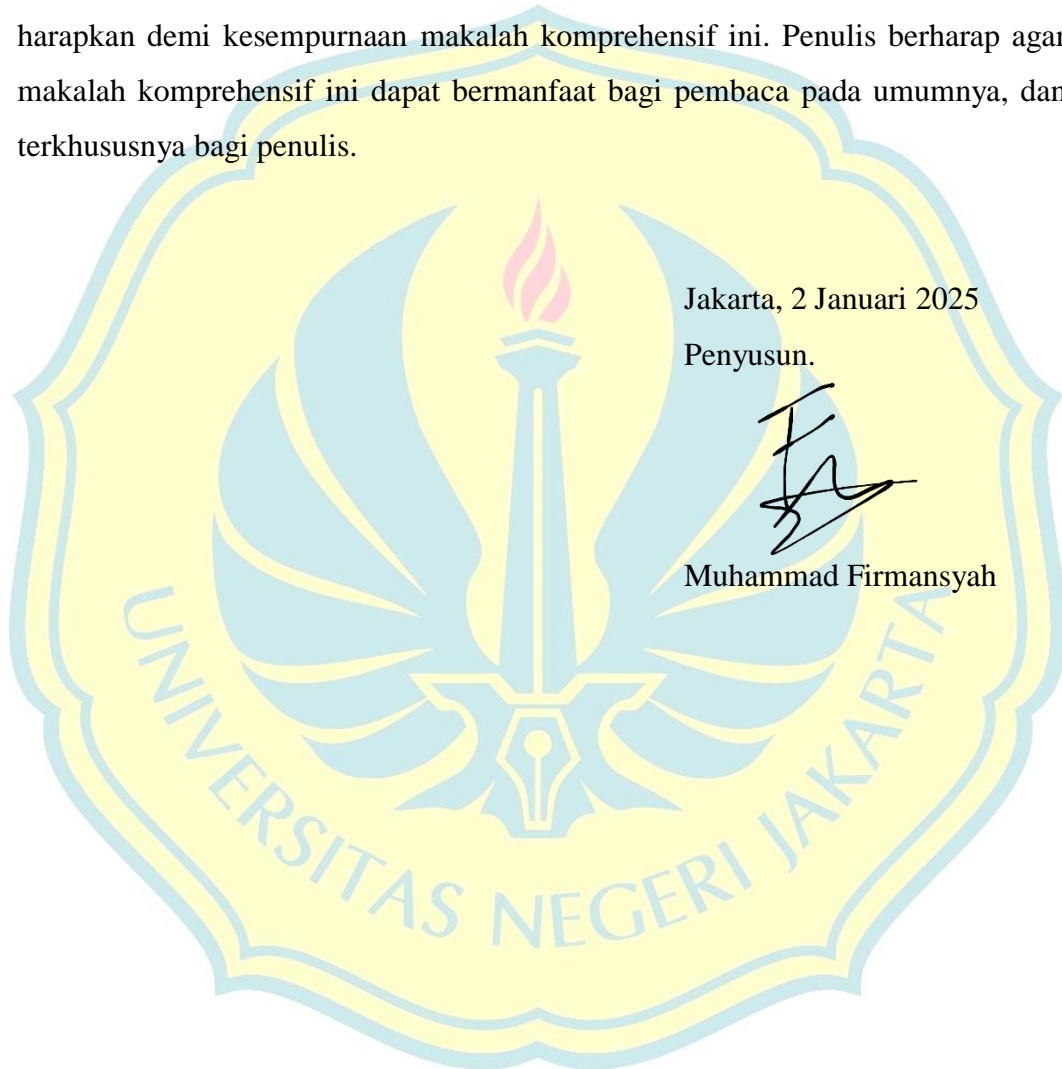 harapkan demi kesempurnaan makalah komprehensif ini. Penulis berharap agar
makalah komprehensif ini dapat bermanfaat bagi pembaca pada umumnya, dan
terkhususnya bagi penulis.
Jakarta, 2 Januari 2025
Penyusun.
Muhammad Firmansyah
UNIVERSITAS NEGERI JAKARTA